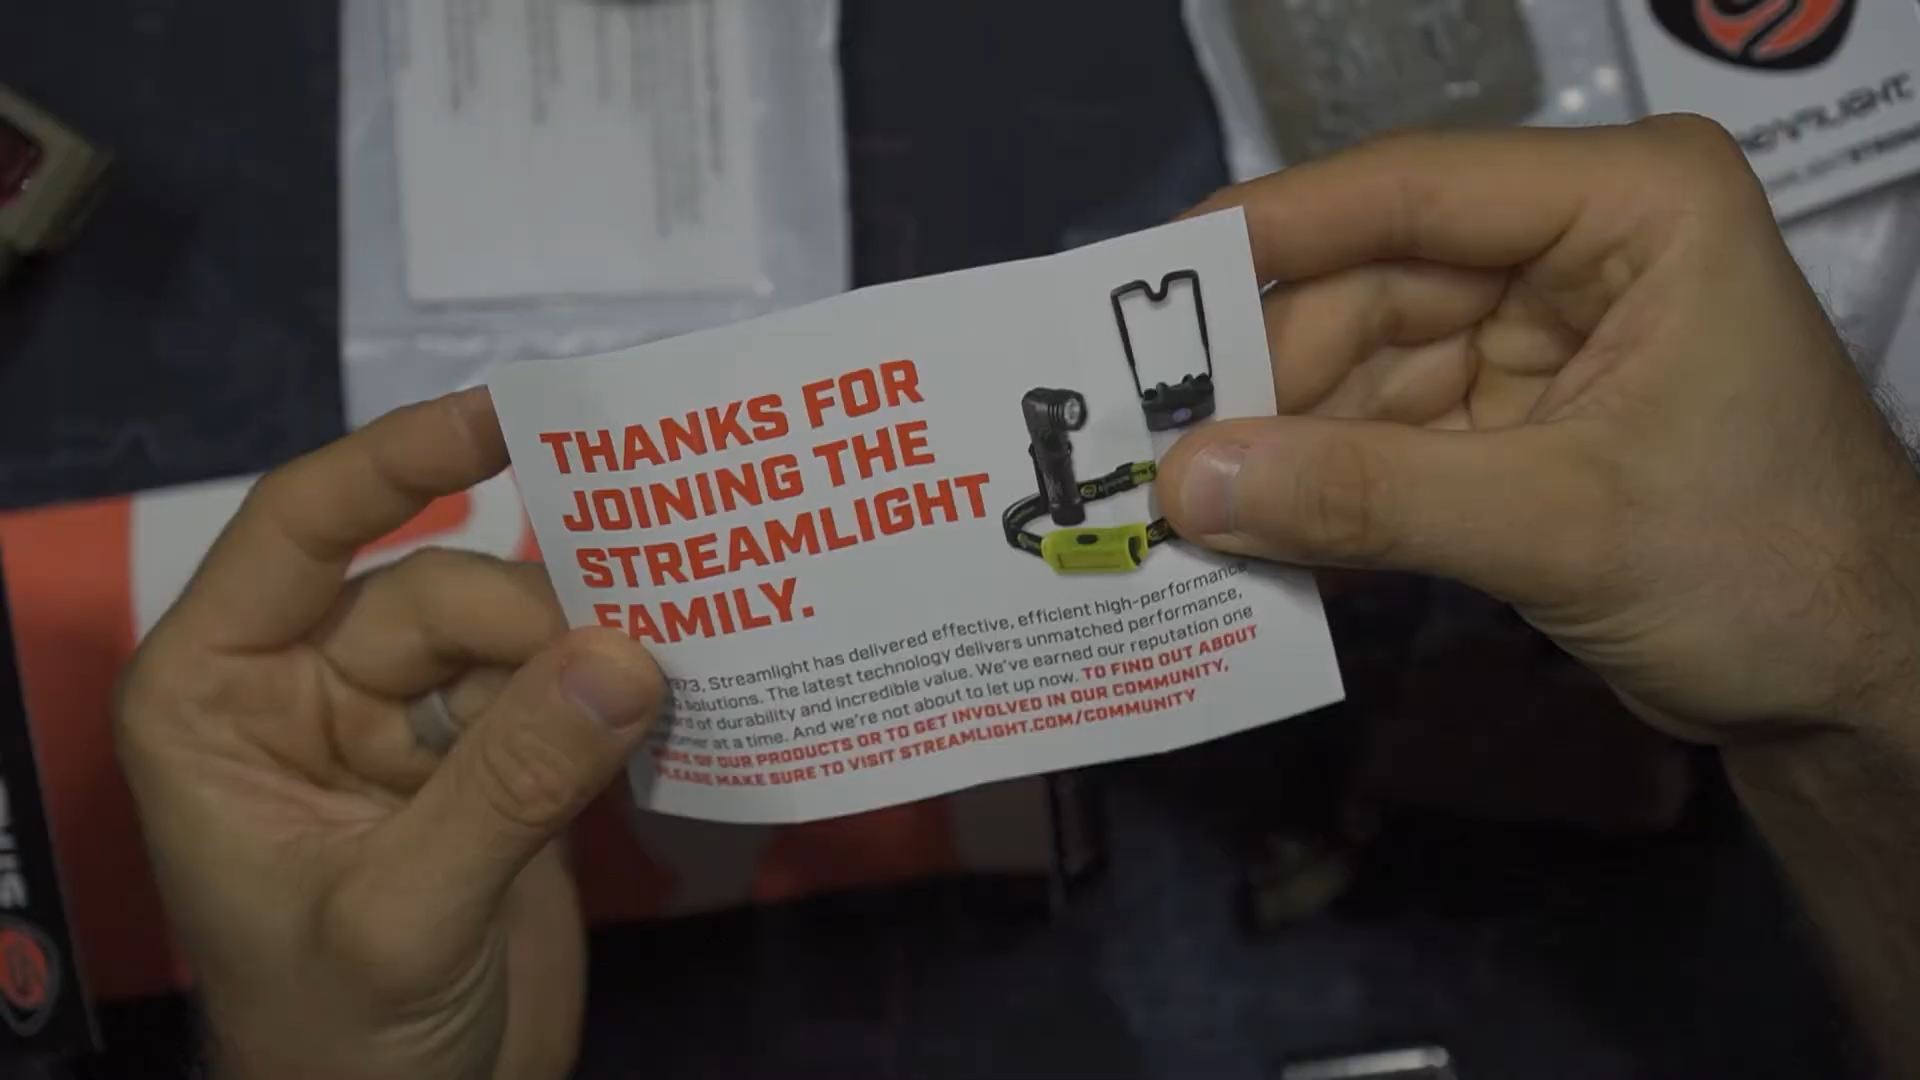 THANKS FOR
JOINING THE
STREAMLIGHT
FAMILY.
73, Streamlight has delivered effective, efficient high-performance
solutions. The latest technology delivers unmatched performance,
of durability and incredible value. We've earned our reputation one
at a time. And we're not about to let up now. TO FIND OUT ABOUT
OF OUR PRODUCTS OR TO GET INVOLVED IN OUR COMMUNITY,
PLEASE MAKE SURE TO VISIT STREAMLIGHT.COM/COMMUNITY